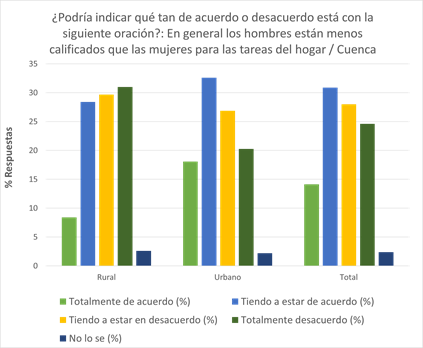 ¿Podría indicar qué tan de acuerdo o desacuerdo está con la
siguiente oración?: En general los hombres están menos
calificados que las mujeres para las tareas del hogar / Cuenca
35
30
25
20
15
10
5
0
% Respuestas
Rural Urbano Total
Totalmente de acuerdo (%) Tiendo a estar de acuerdo (%)
Tiendo a estar en desacuerdo (%) Totalmente desacuerdo (%)
No lo se (%)